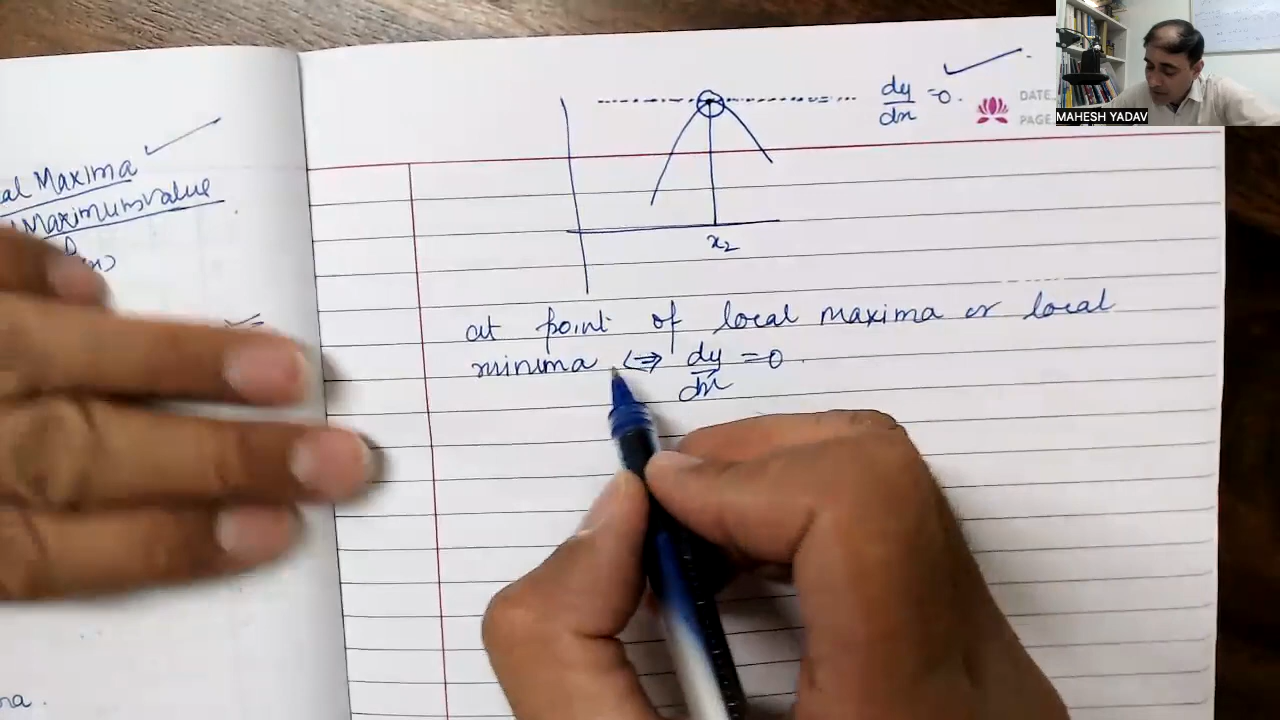 al Maxima
Maximum value
dy/dx =0.
DATE
PAGE
MAHESH YADAV
x2
at point of local maxima or local
minima <=> dy/dx =0.
na.